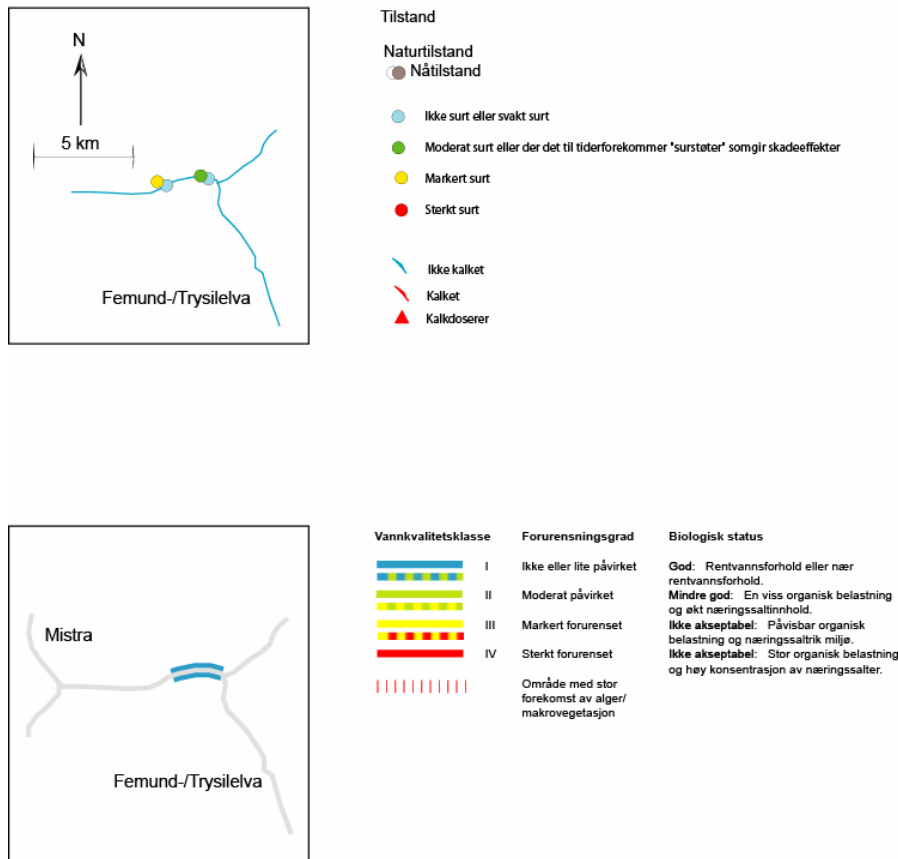 N
5 km
Femund-/Trysilelva
Tilstand
Naturtilstand
Nåtilstand
Ikke surt eller svakt surt
Moderat surt eller der det til tiderforekommer "surstøter" somgir skadeeffekter
Markert surt
Sterkt surt
Ikke kalket
Kalket
Kalkdoserer
Mistra
Femund-/Trysilelva
Vannkvalitetsklasse Forurensningsgrad Biologisk status
I Ikke eller lite påvirket God: Rentvannsforhold eller nær
rentvannsforhold.
II Moderat påvirket Mindre god: En viss organisk belastning
og økt næringssaltinnhold.
III Markert forurenset Ikke akseptabel: Påvisbar organisk
belastning og næringssaltrik miljø.
IV Sterkt forurenset Ikke akseptabel: Stor organisk belastning
og høy konsentrasjon av næringssalter.
Område med stor
forekomst av alger/
makrovegetasjon